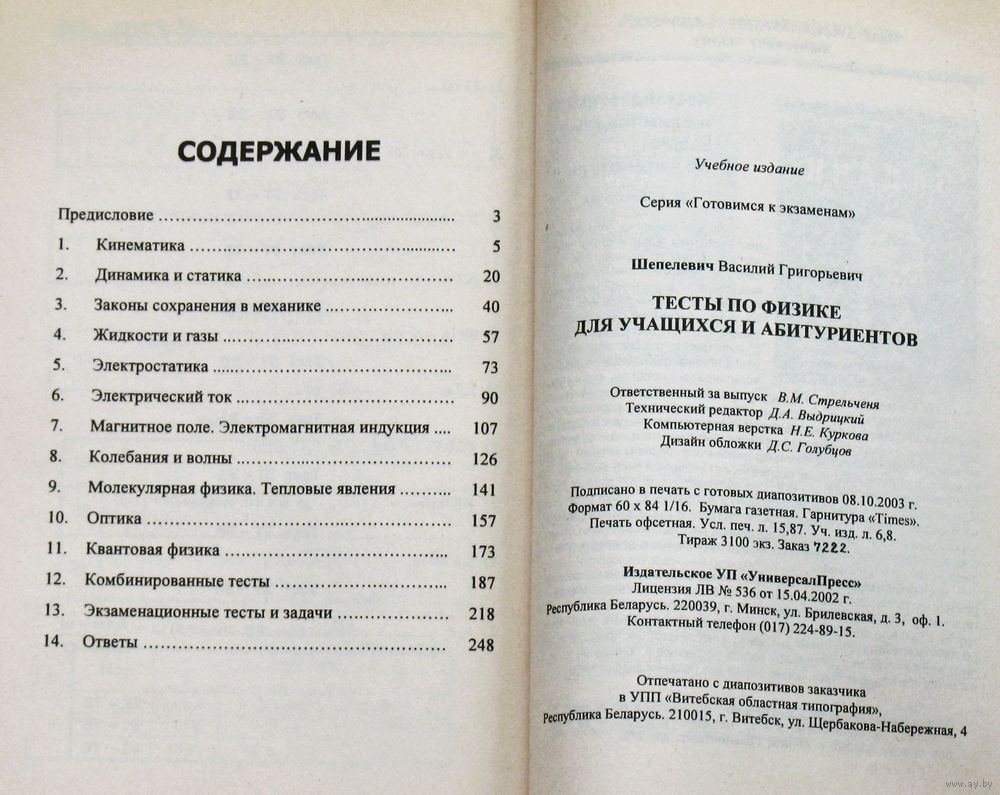 СОДЕРЖАНИЕ
Предисловие ........................................ 3
1. Кинематика ........................................ 5
2. Динамика и статика ........................................ 20
3. Законы сохранения в механике ........................................ 40
4. Жидкости и газы ........................................ 57
5. Электростатика ........................................ 73
6. Электрический ток ........................................ 90
7. Магнитное поле. Электромагнитная индукция .... 107
8. Колебания и волны ........................................ 126
9. Молекулярная физика. Тепловые явления .......... 141
10. Оптика ........................................ 157
11. Квантовая физика ........................................ 173
12. Комбинированные тесты ........................................ 187
13. Экзаменационные тесты и задачи .................... 218
14. Ответы ........................................ 248
Учебное издание
Серия «Готовимся к экзаменам»
Шепелевич Василий Григорьевич
ТЕСТЫ ПО ФИЗИКЕ
ДЛЯ УЧАЩИХСЯ И АБИТУРИЕНТОВ
Ответственный за выпуск В.М. Стрельченя
Технический редактор Д.А. Выдрицкий
Компьютерная верстка Н.Е. Куркова
Дизайн обложки Д.С. Голубцов
Подписано в печать с готовых диапозитивов 08.10.2003 г.
Формат 60 х 84 1/16. Бумага газетная. Гарнитура «Times».
Печать офсетная. Усл. печ. л. 15,87. Уч. изд. л. 6,8.
Тираж 3100 экз. Заказ 7222.
Издательское УП «УниверсалПресс»
Лицензия ЛВ № 536 от 15.04.2002 г.
Республика Беларусь. 220039, г. Минск, ул. Брилевская, д. 3, оф. 1.
Контактный телефон (017) 224-89-15.
Отпечатано с диапозитивов заказчика
в УПП «Витебская областная типография»,
Республика Беларусь. 210015, г. Витебск, ул. Щербакова-Набережная, 4
www.ay.by